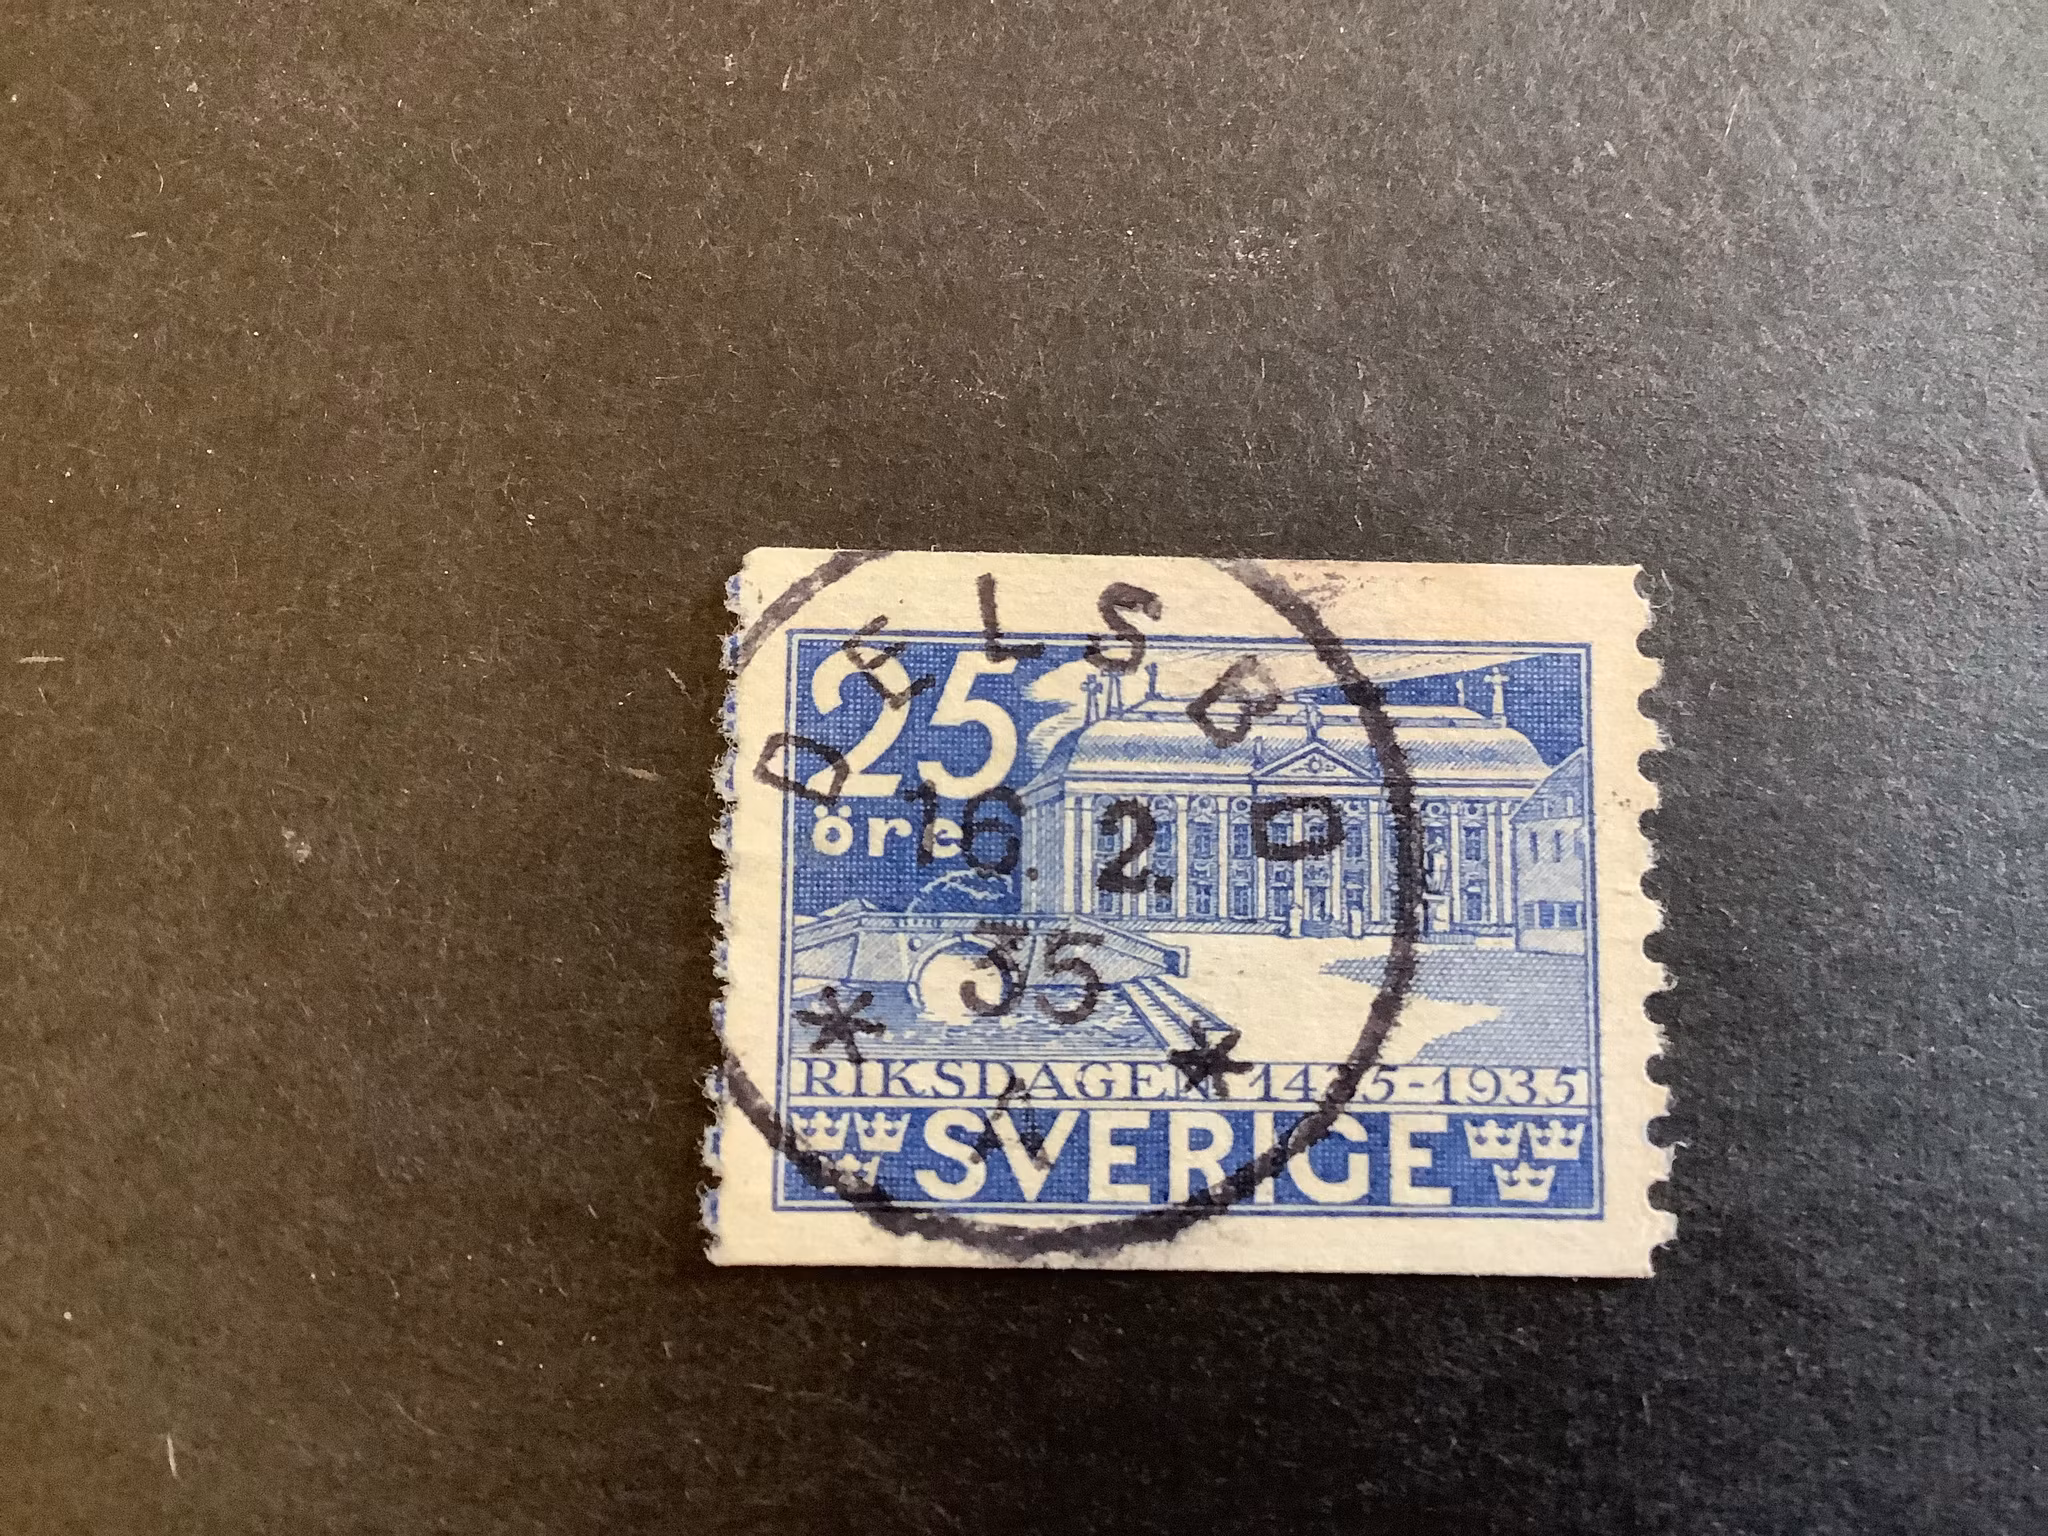 25
öre
RIKSDAGEN 1435-1935
SVERIGE
DELSBO
16. 2.
35